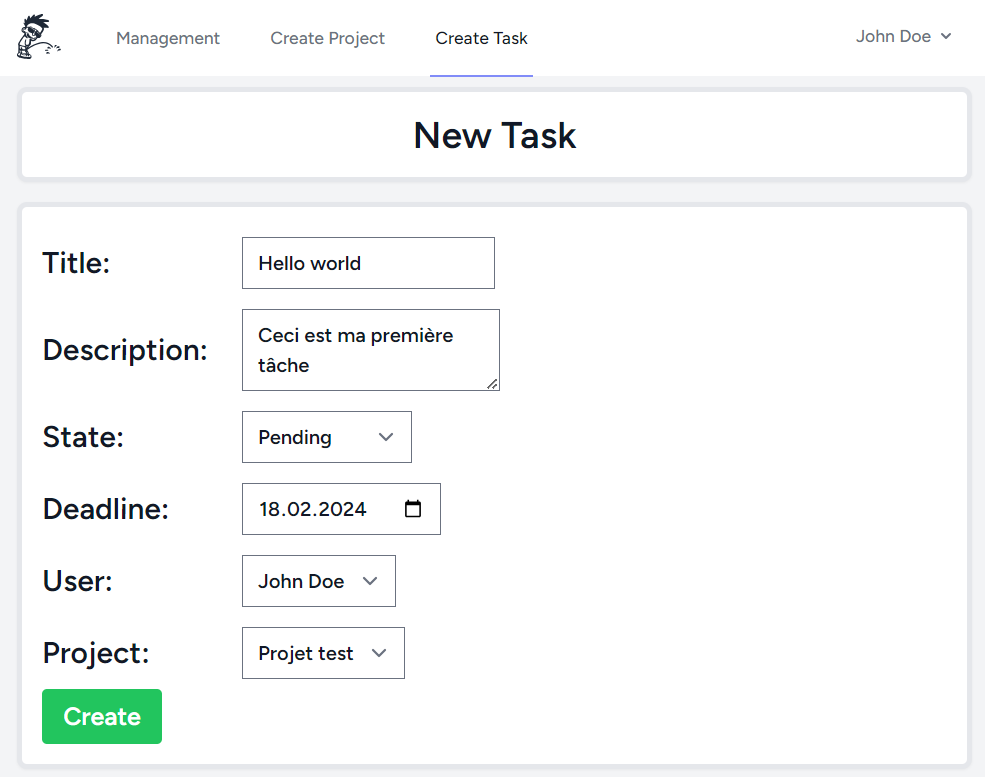 Management Create Project Create Task John Doe
New Task
Title: Hello world
Description: Ceci est ma première
tâche
State: Pending
Deadline: 18.02.2024
User: John Doe
Project: Projet test
Create